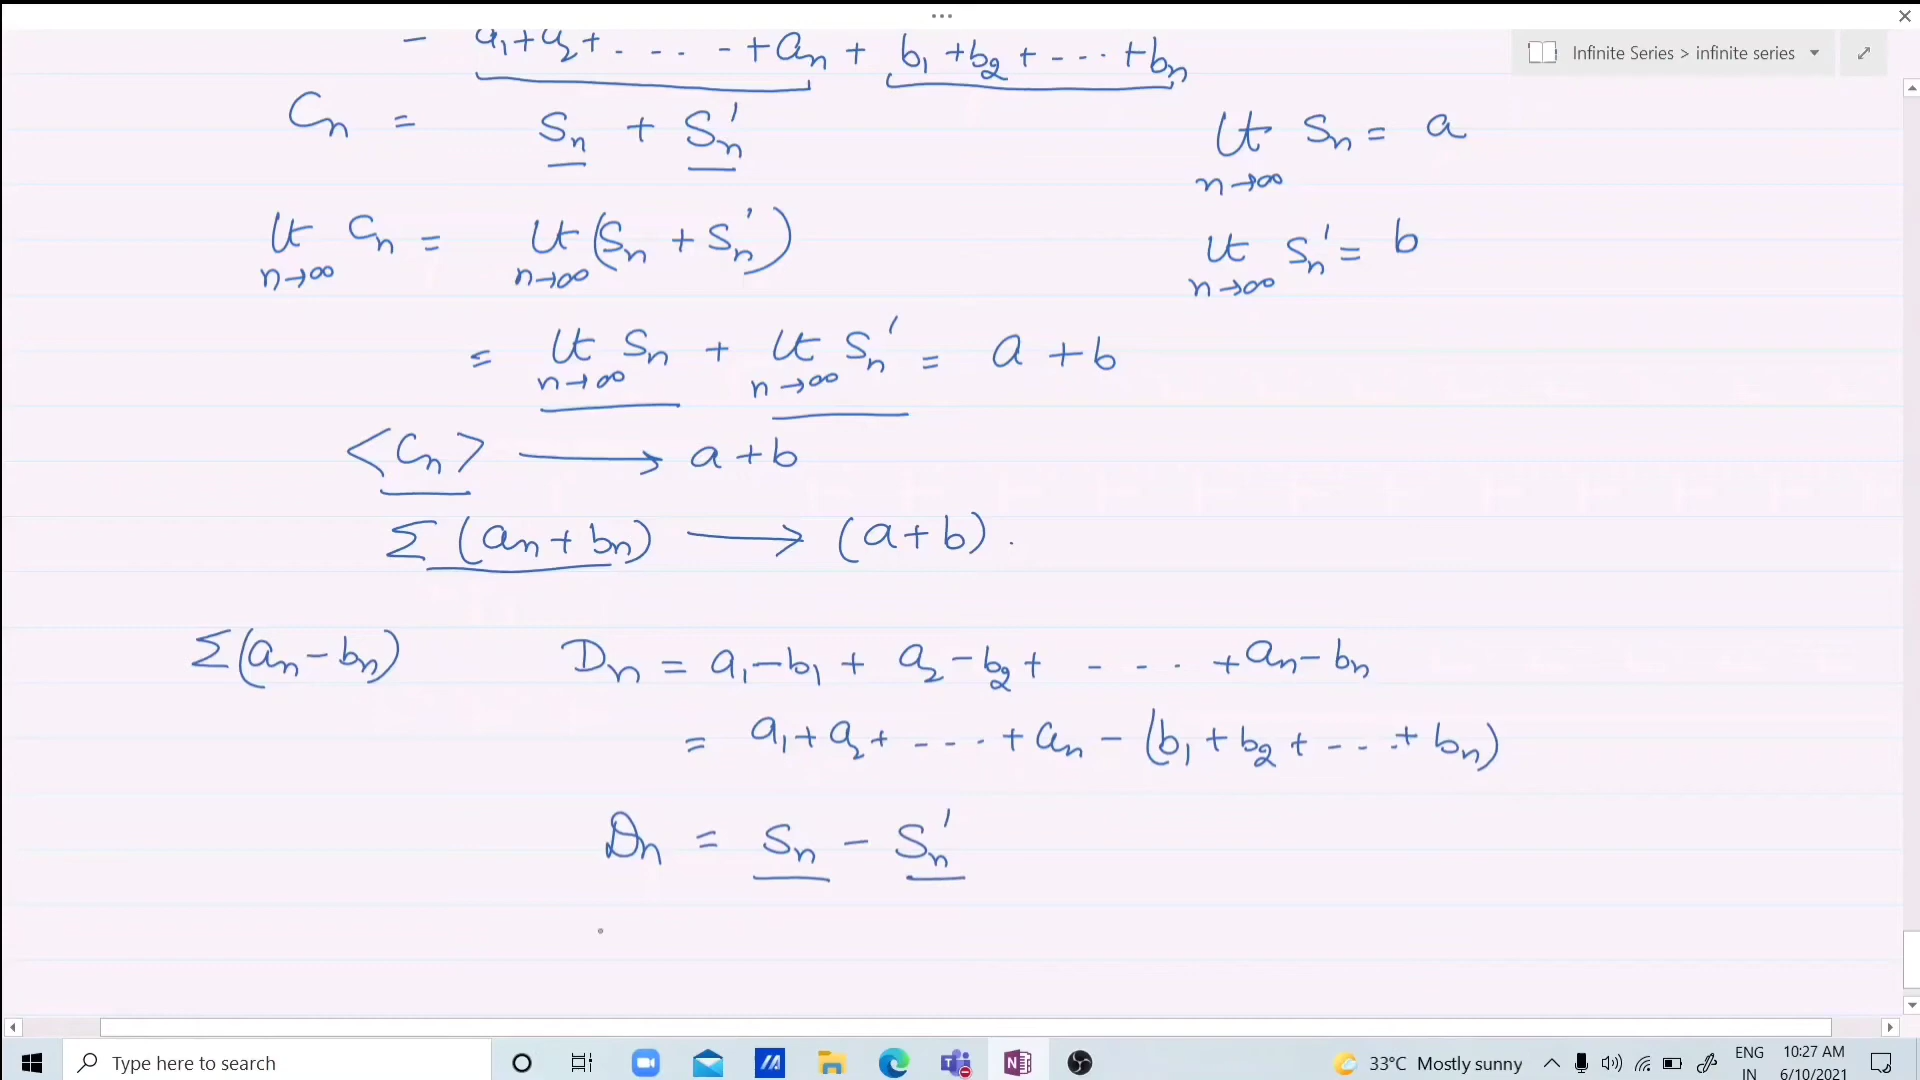 ...
= a₁+a₂+ . - - . - +aₙ + b₁ +b₂ + - - · · +bₙ
Infinite Series > infinite series
Cₙ = Sₙ + Sₙ'
lt n→∞ Sₙ = a
lt n→∞ Cₙ = lt n→∞ (Sₙ + Sₙ')
lt n→∞ Sₙ' = b
= lt n→∞ Sₙ + lt n→∞ Sₙ' = a + b
<Cₙ> ⟶ a+b
Σ (aₙ + bₙ) ⟶ (a+b) .
Σ(aₙ - bₙ) Dₙ = a₁-b₁ + a₂-b₂ + - - - . +aₙ- bₙ
= a₁+ a₂+ - - - . + aₙ - (b₁ + b₂ + - - . + bₙ)
Dₙ = Sₙ - Sₙ'
Type here to search
33°C Mostly sunny
ENG
IN
10:27 AM
6/10/2021